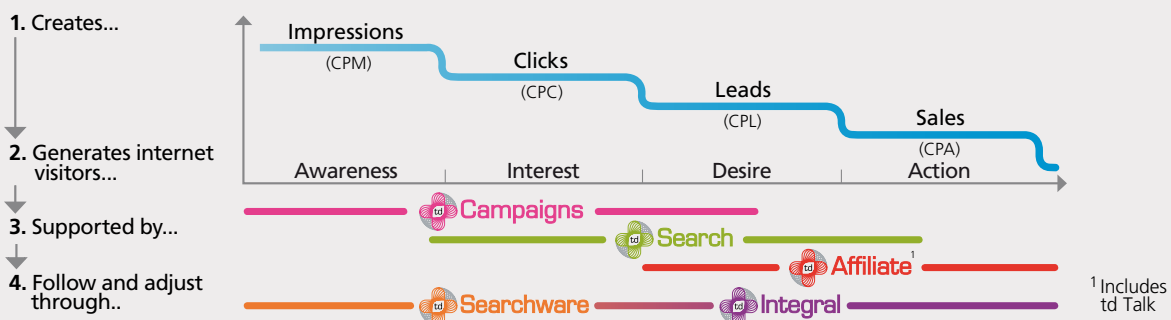 1. Creates...
2. Generates internet
visitors...
3. Supported by...
4. Follow and adjust
through..
Impressions
(CPM)
Clicks
(CPC)
Leads
(CPL)
Sales
(CPA)
Awareness
Interest
Desire
Action
td Campaigns
td Search
td Affiliate¹
td Searchware
td Integral
¹ Includes
td Talk